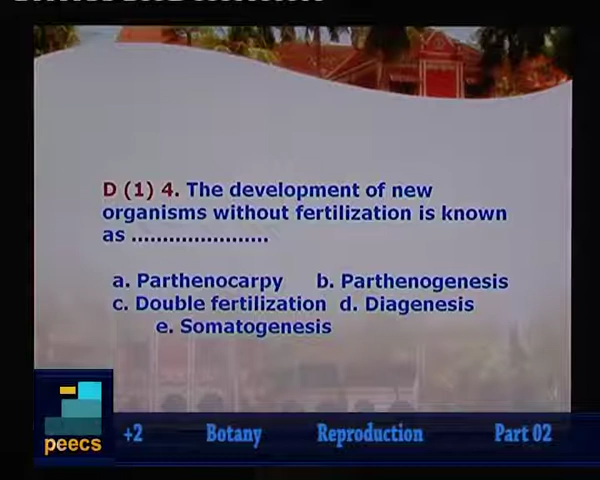 D (1) 4. The development of new
organisms without fertilization is known
as ......................
a. Parthenocarpy b. Parthenogenesis
c. Double fertilization d. Diagenesis
e. Somatogenesis
peecs
+2 Botany Reproduction Part 02